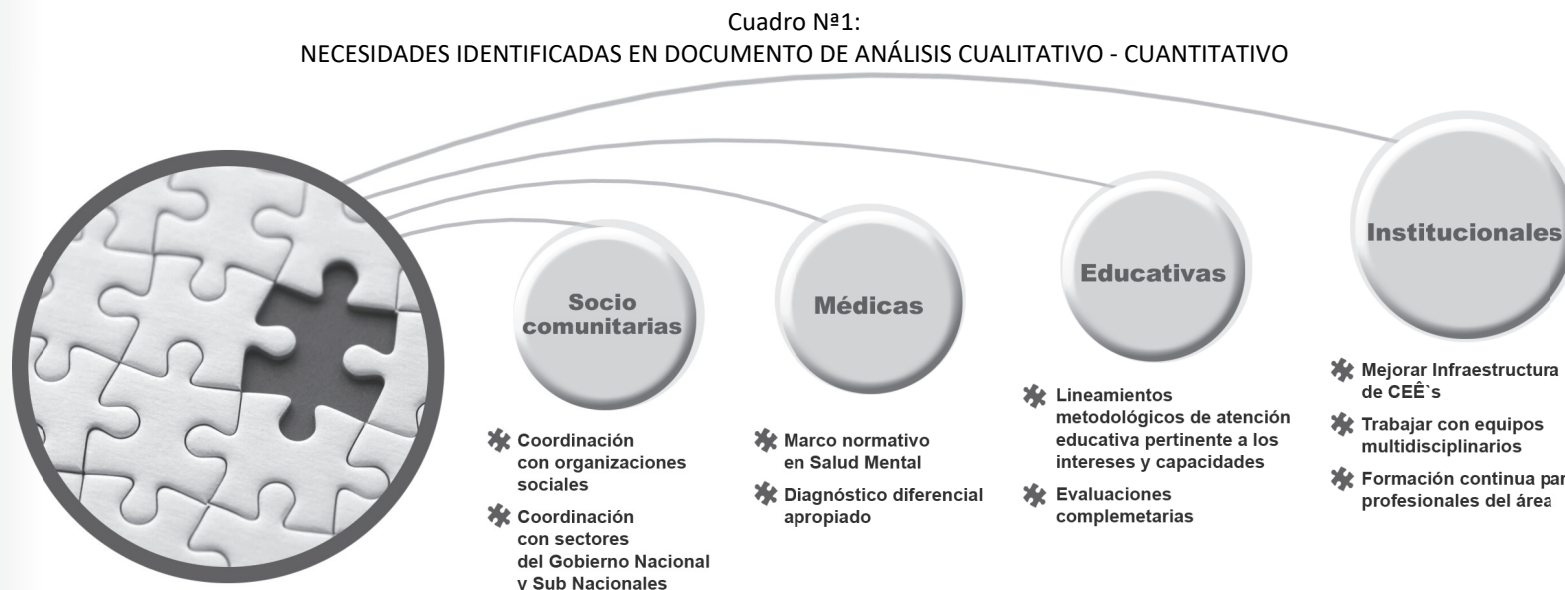 Cuadro Nª1:
NECESIDADES IDENTIFICADAS EN DOCUMENTO DE ANÁLISIS CUALITATIVO - CUANTITATIVO
Socio
comunitarias
Coordinación
con organizaciones
sociales
Coordinación
con sectores
del Gobierno Nacional
y Sub Nacionales
Médicas
Marco normativo
en Salud Mental
Diagnóstico diferencial
apropiado
Educativas
Lineamientos
metodológicos de atención
educativa pertinente a los
intereses y capacidades
Evaluaciones
complemetarias
Institucionales
Mejorar Infraestructura
de CEÊ`s
Trabajar con equipos
multidisciplinarios
Formación continua par
profesionales del área